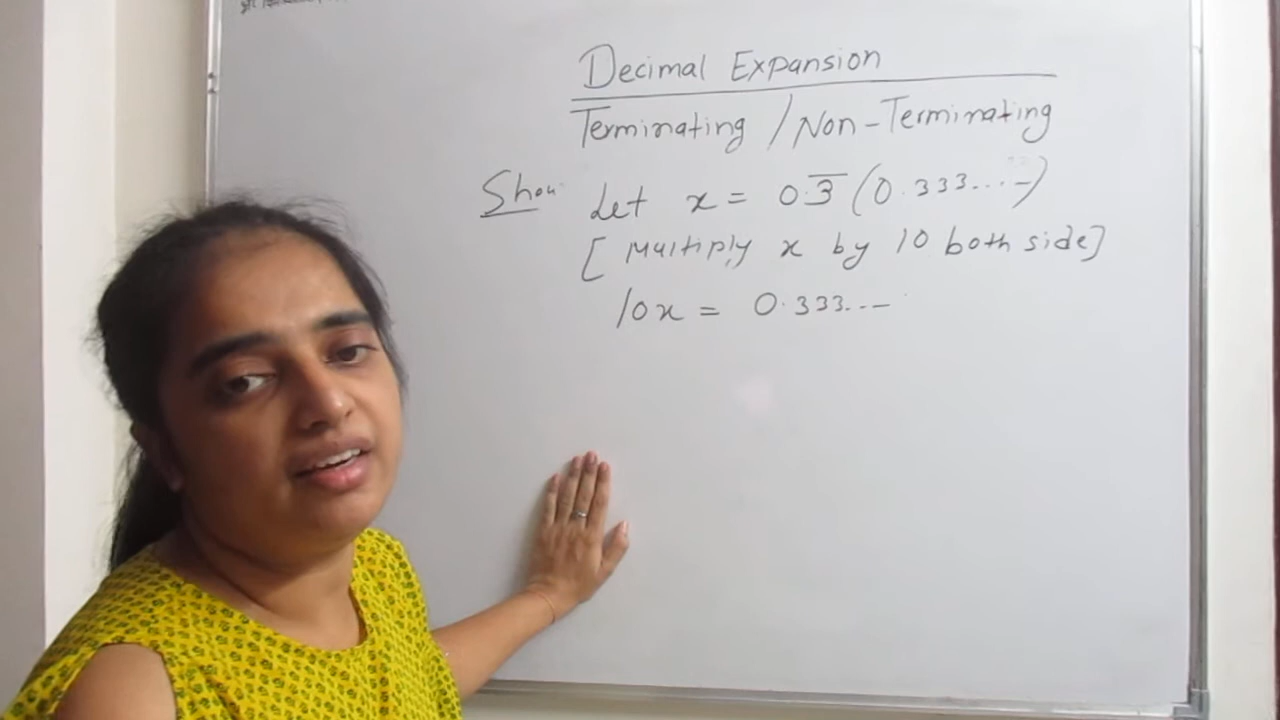 Decimal Expansion
Terminating / Non-Terminating
Show Let x = 0.3̅ (0.333...-)
[ Multiply x by 10 both side]
10x = 0.333..--